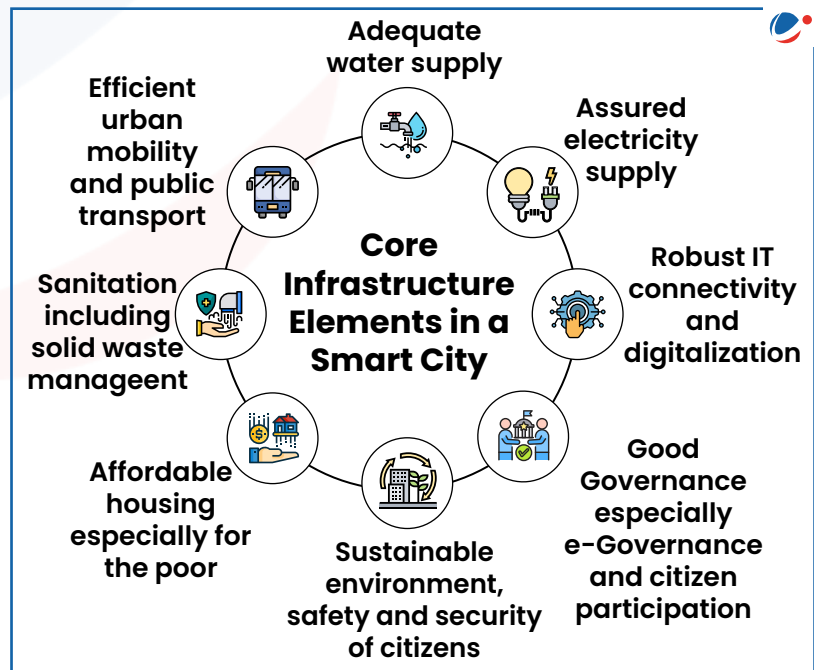 Adequate
water supply
Assured
electricity
supply
Robust IT
connectivity
and
digitalization
Good
Governance
especially
e-Governance
and citizen
participation
Sustainable
environment,
safety and security
of citizens
Affordable
housing
especially for
the poor
Sanitation
including
solid waste
manageent
Efficient
urban
mobility
and public
transport
Core
Infrastructure
Elements in a
Smart City